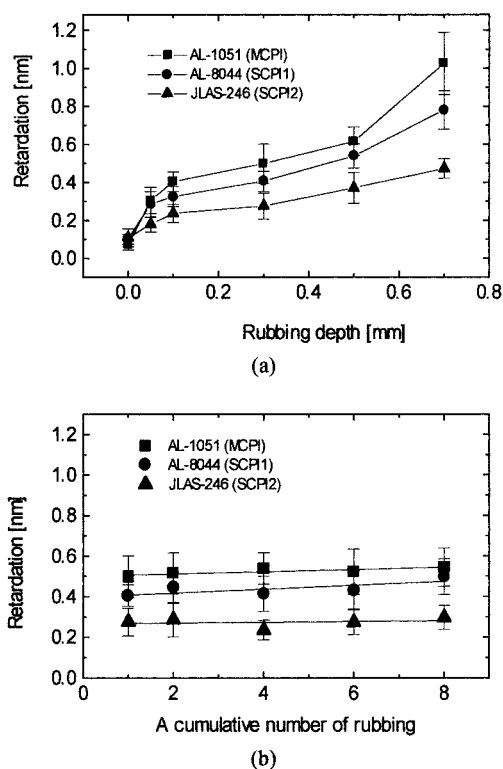 (a)
1.2
1.0
0.8
0.6
0.4
0.2
0.0
Retardation [nm]
AL-1051 (MCPI)
AL-8044 (SCPI1)
JLAS-246 (SCPI2)
0.0 0.2 0.4 0.6 0.8
Rubbing depth [mm]
(a)
1.2
1.0
0.8
0.6
0.4
0.2
0.0
Retardation [nm]
AL-1051 (MCPI)
AL-8044 (SCPI1)
JLAS-246 (SCPI2)
0 2 4 6 8
A cumulative number of rubbing
(b)